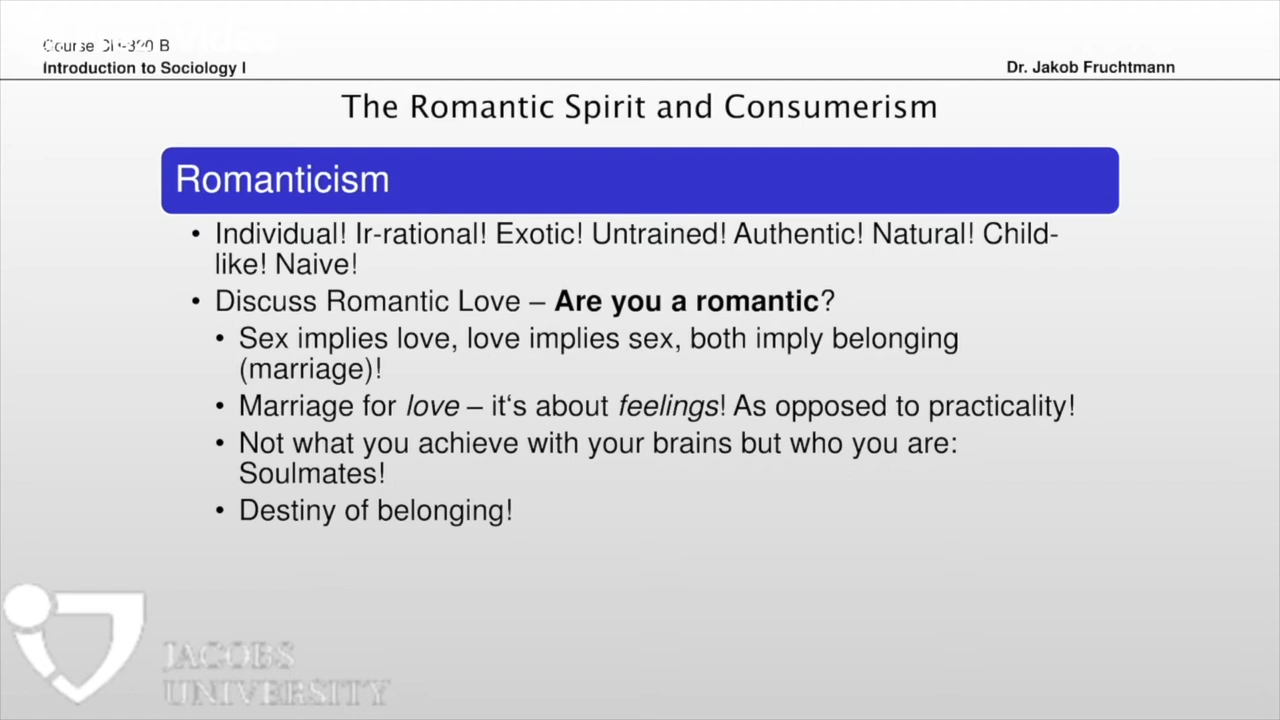 Introduction to Sociology I
Dr. Jakob Fruchtmann
The Romantic Spirit and Consumerism
Romanticism
• Individual! Ir-rational! Exotic! Untrained! Authentic! Natural! Child-
like! Naive!
• Discuss Romantic Love – Are you a romantic?
• Sex implies love, love implies sex, both imply belonging
(marriage)!
• Marriage for love – it‘s about feelings! As opposed to practicality!
• Not what you achieve with your brains but who you are:
Soulmates!
• Destiny of belonging!
JACOBS
UNIVERSITY